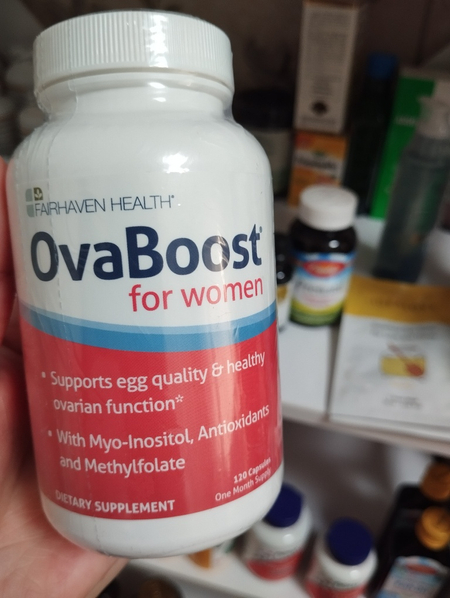 FAIRHAVEN HEALTH®
OvaBoost®
for women
• Supports egg quality & healthy
ovarian function☆
• With Myo-Inositol, Antioxidants
and Methylfolate
120 Capsules
One Month Supply
DIETARY SUPPLEMENT